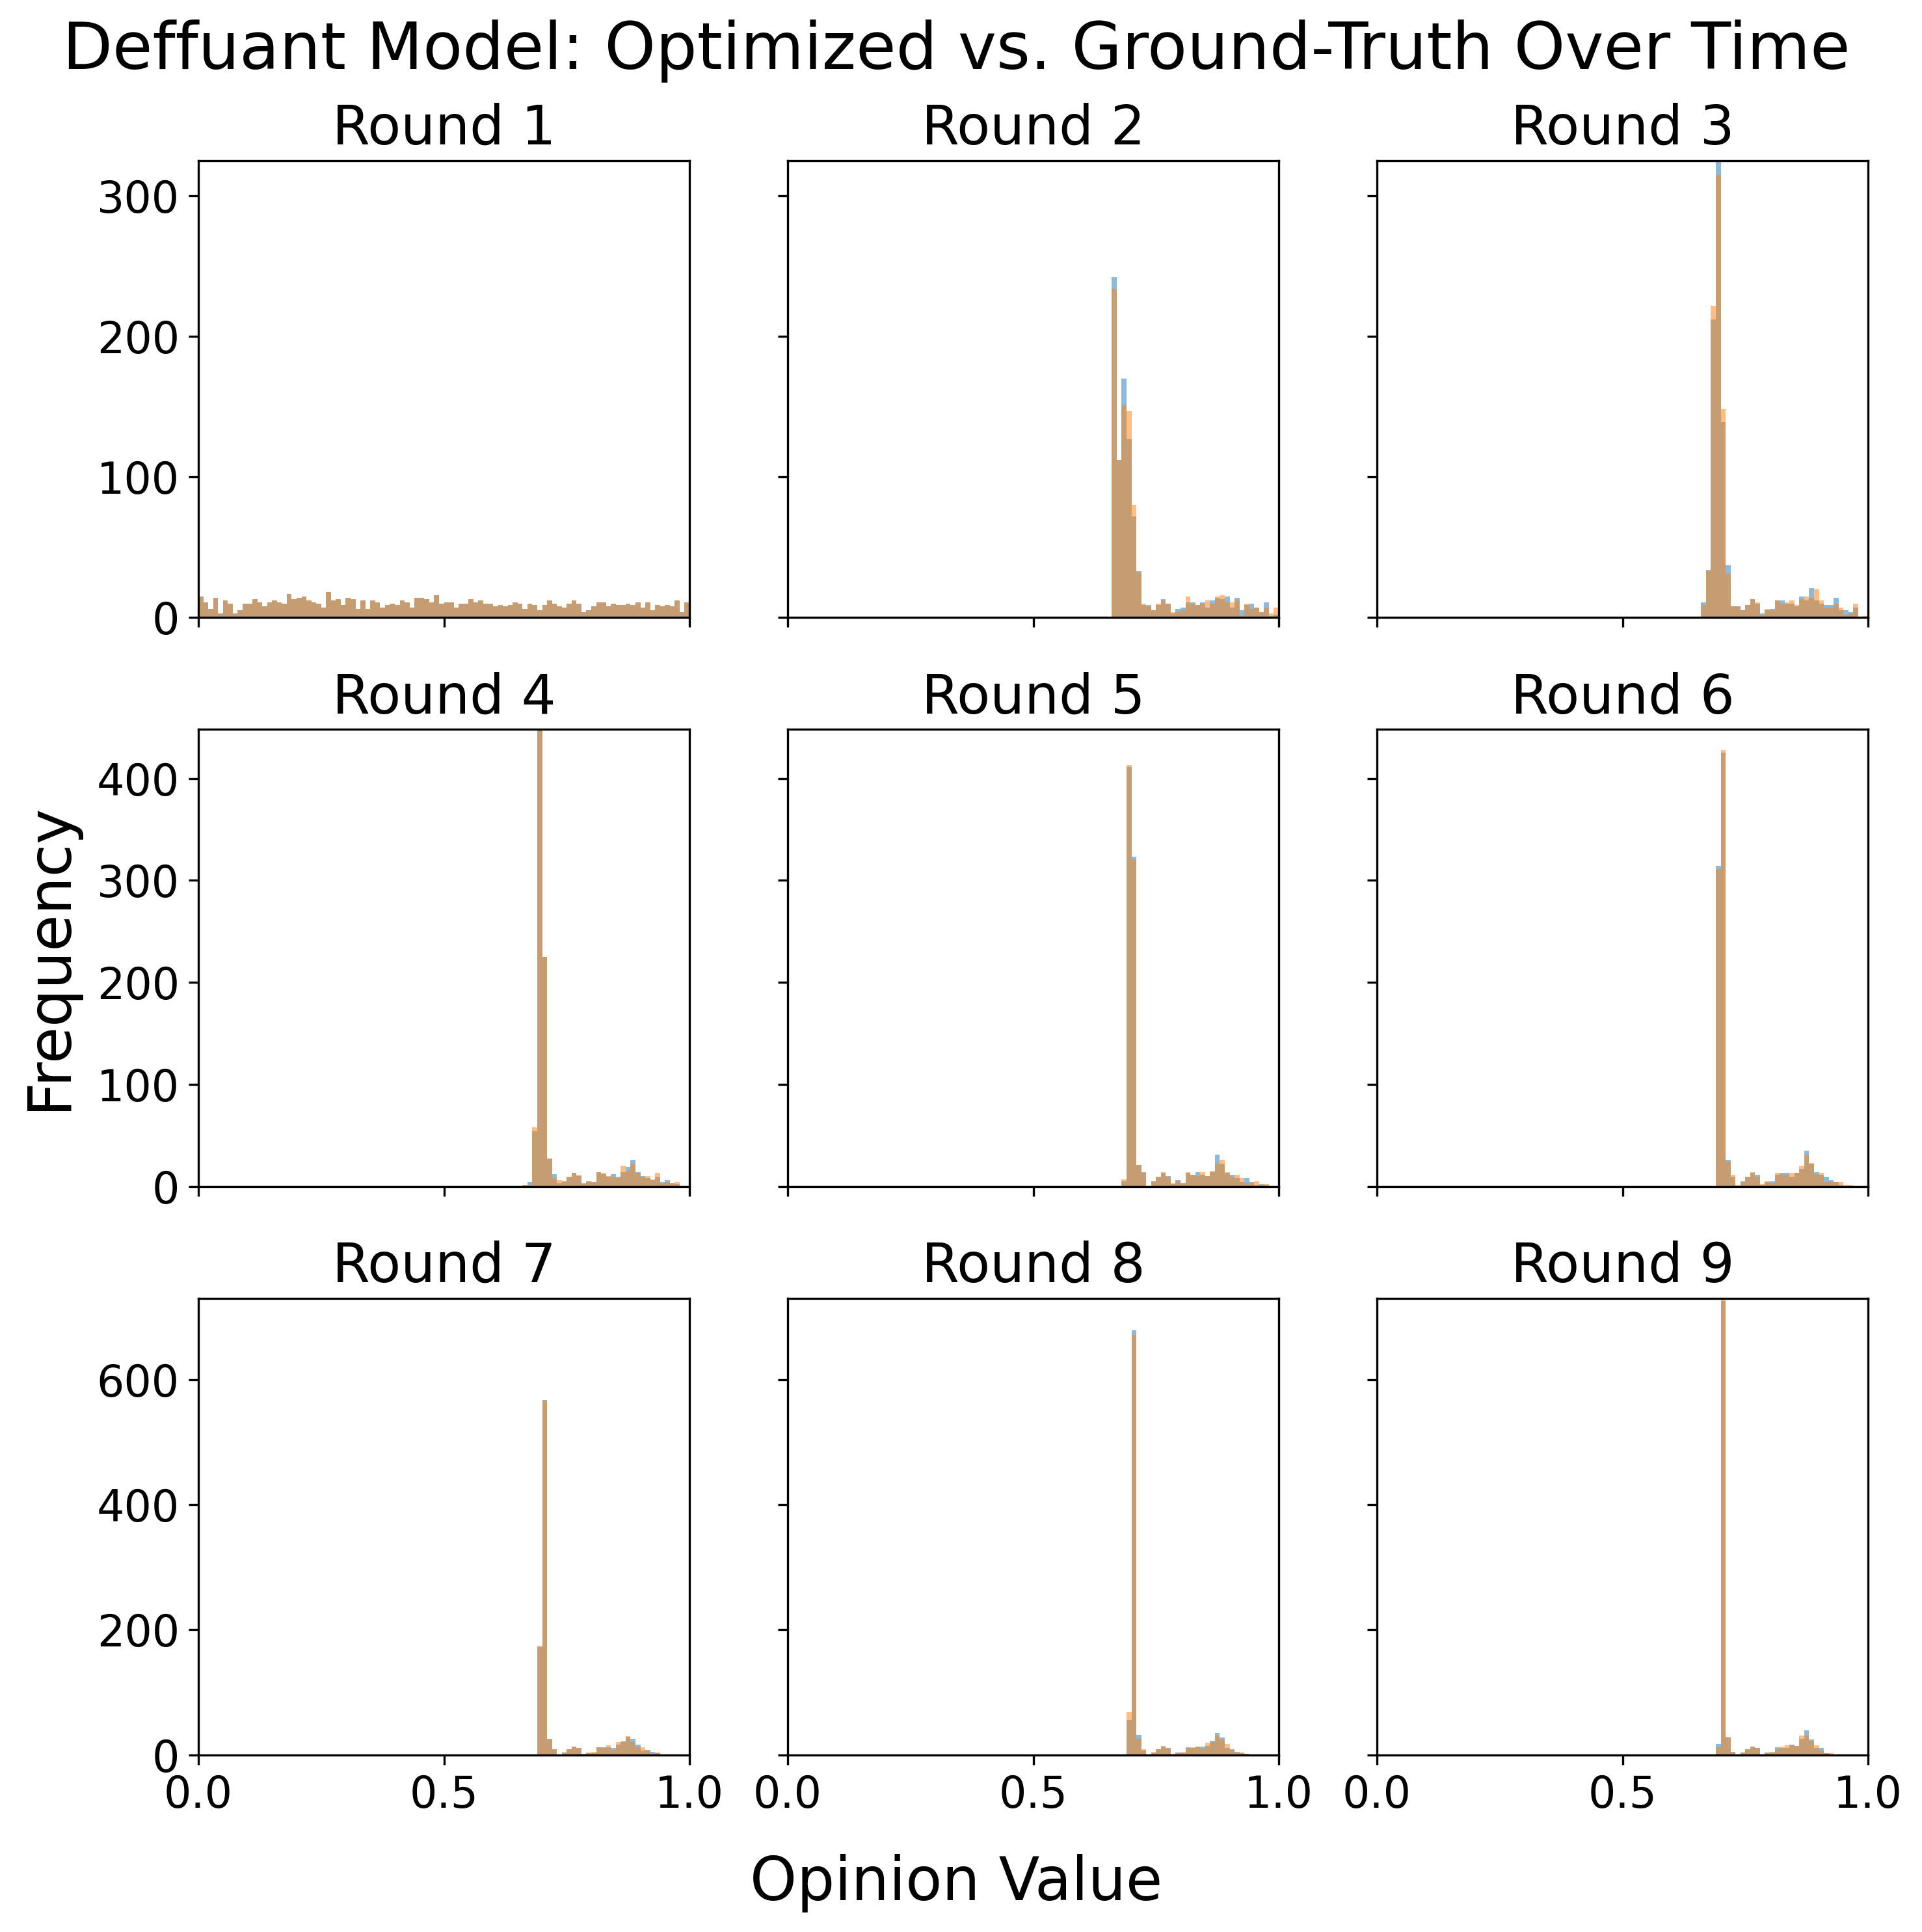 Deffuant Model: Optimized vs. Ground-Truth Over Time
Round 1
Round 2
Round 3
300
200
100
0
Round 4
Round 5
Round 6
400
300
200
100
0
Frequency
Round 7
Round 8
Round 9
600
400
200
0
0.0 0.5 1.0
0.0 0.5 1.0
0.0 0.5 1.0
Opinion Value